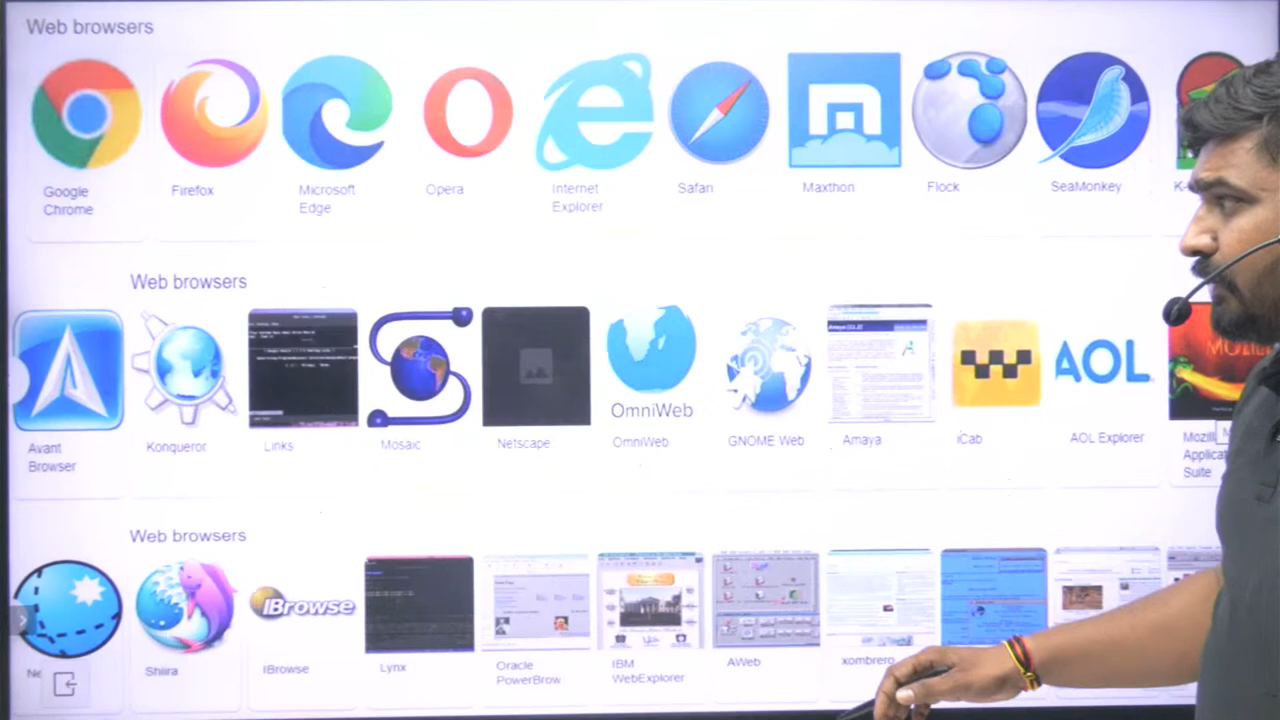 Web browsers
Google
Chrome
Firefox
Microsoft
Edge
Opera
Internet
Explorer
Safari
Maxthon
Flock
SeaMonkey
Web browsers
Avant
Browser
Konqueror
Links
Mosaic
Netscape
OmniWeb
OmniWeb
GNOME Web
Amaya
iCab
AOL
AOL Explorer
Web browsers
Shiira
IBrowse
IBrowse
Lynx
Oracle
PowerBrow
IBM
WebExplorer
AWeb
xombrero